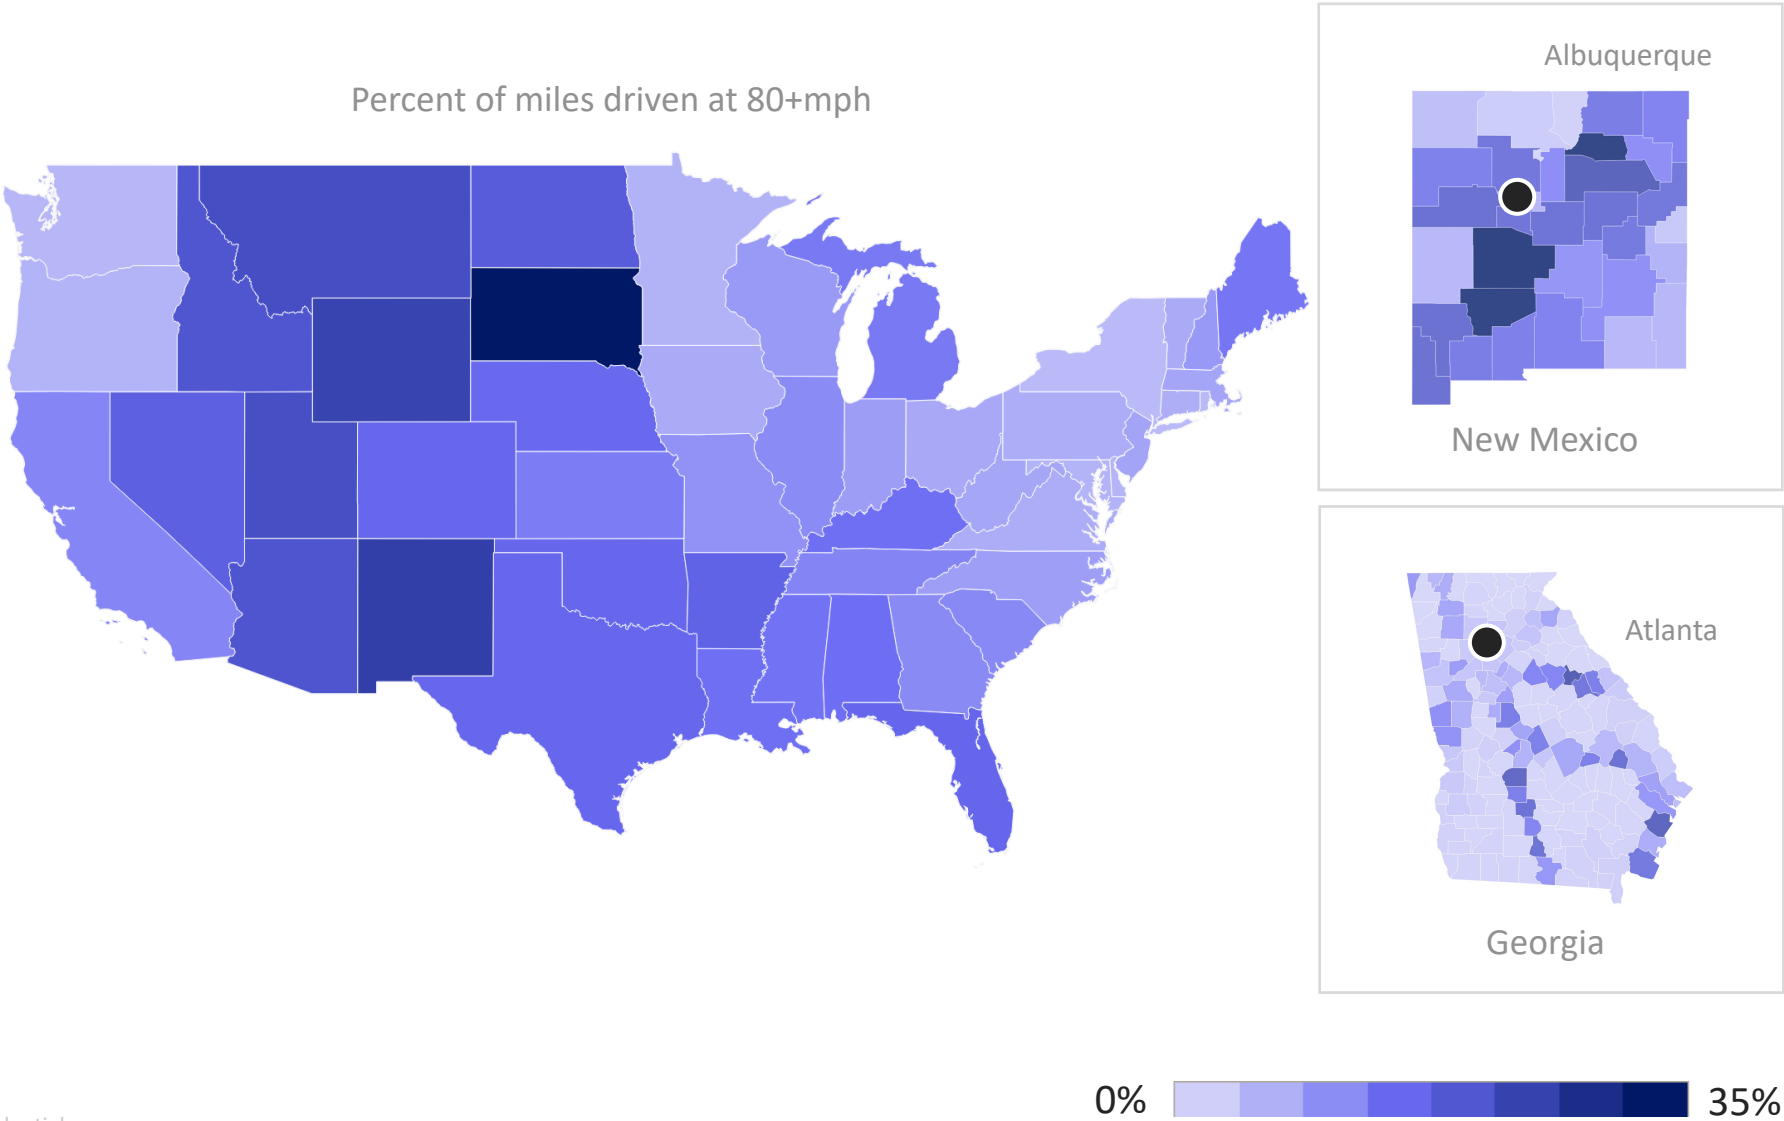 Percent of miles driven at 80+mph
Albuquerque
New Mexico
Atlanta
Georgia
0%
35%